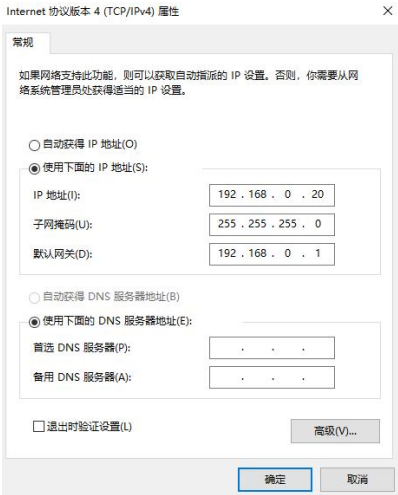 Internet 协议版本 4 (TCP/IPv4) 属性
常规
如果网络支持此功能，则可以获取自动指派的 IP 设置。否则，你需要从网
络系统管理员处获得适当的 IP 设置。
自动获得 IP 地址(O)
使用下面的 IP 地址(S):
IP 地址(I): 192 . 168 . 0 . 20
子网掩码(U): 255 . 255 . 255 . 0
默认网关(D): 192 . 168 . 0 . 1
自动获得 DNS 服务器地址(B)
使用下面的 DNS 服务器地址(E):
首选 DNS 服务器(P): . . .
备用 DNS 服务器(A): . . .
退出时验证设置(L)
高级(V)...
确定 取消